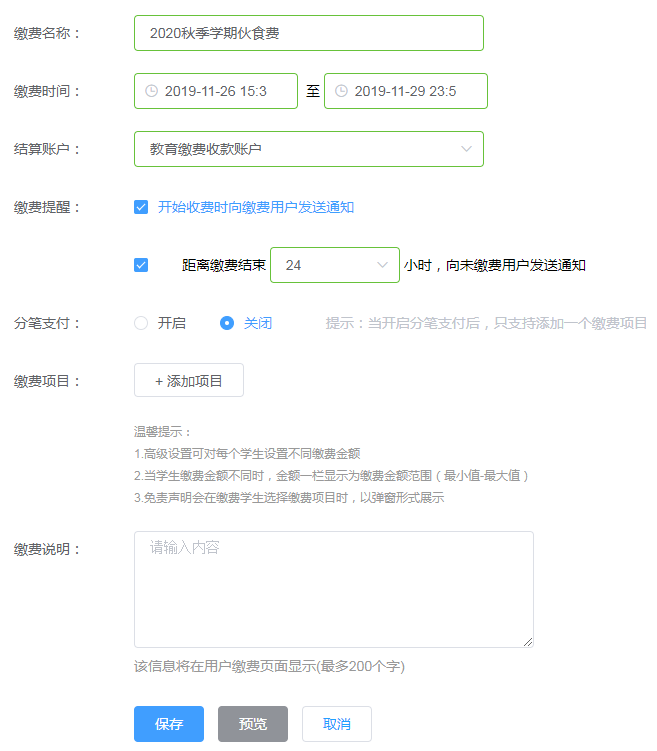 缴费名称： 2020秋季学期伙食费
缴费时间： 2019-11-26 15:3 至 2019-11-29 23:5
结算账户： 教育缴费收款账户
缴费提醒： 开始收费时向缴费用户发送通知
距离缴费结束 24 小时，向未缴费用户发送通知
分笔支付： 开启 关闭 提示：当开启分笔支付后，只支持添加一个缴费项目
缴费项目： + 添加项目
温馨提示：
1.高级设置可对每个学生设置不同缴费金额
2.当学生缴费金额不同时，金额一栏显示为缴费金额范围（最小值-最大值）
3.免责声明会在缴费学生选择缴费项目时，以弹窗形式展示
缴费说明： 请输入内容
该信息将在用户缴费页面显示(最多200个字)
保存 预览 取消